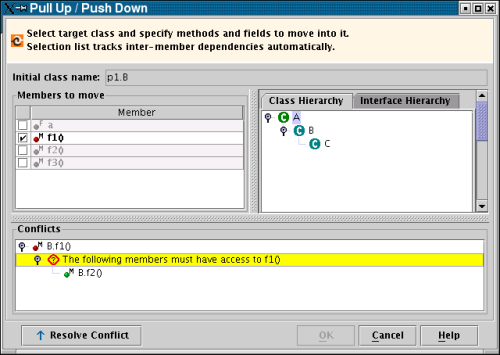 Pull Up / Push Down
Select target class and specify methods and fields to move into it.
Selection list tracks inter-member dependencies automatically.
Initial class name: p1.B
Members to move
Member
F a
M f1()
M f2()
M f3()
Class Hierarchy
Interface Hierarchy
C A
C B
C C
Conflicts
M B.f1()
? The following members must have access to f1()
M B.f2()
Resolve Conflict
OK
Cancel
Help